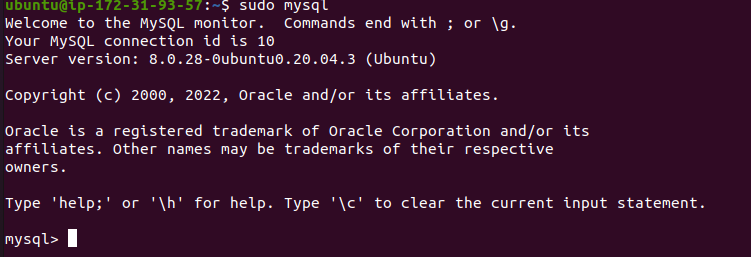 ubuntu@ip-172-31-93-57:~$ sudo mysql
Welcome to the MySQL monitor.  Commands end with ; or \g.
Your MySQL connection id is 10
Server version: 8.0.28-0ubuntu0.20.04.3 (Ubuntu)
Copyright (c) 2000, 2022, Oracle and/or its affiliates.
Oracle is a registered trademark of Oracle Corporation and/or its
affiliates. Other names may be trademarks of their respective
owners.
Type 'help;' or '\h' for help. Type '\c' to clear the current input statement.
mysql>